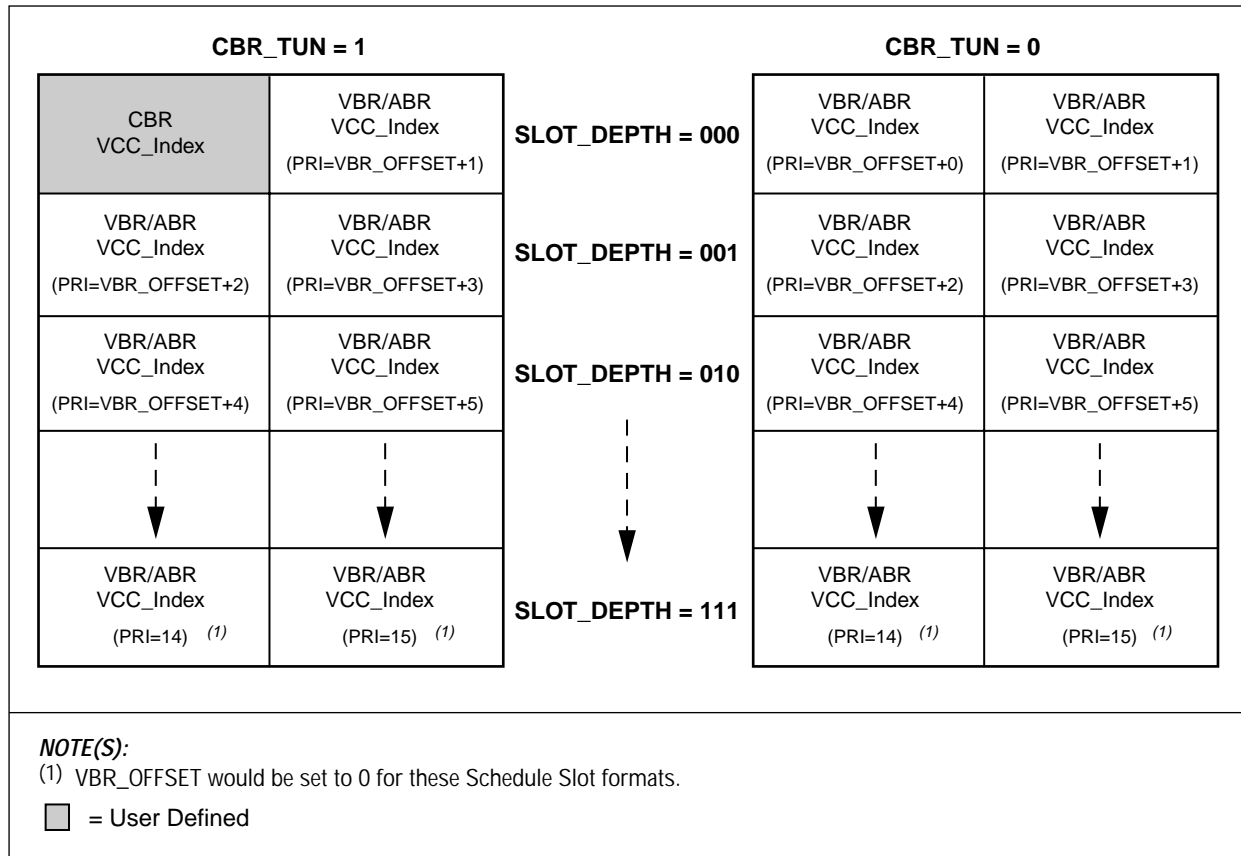 CBR_TUN = 1
CBR_TUN = 0
CBR
VCC_Index
VBR/ABR
VCC_Index
(PRI=VBR_OFFSET+1)
SLOT_DEPTH = 000
VBR/ABR
VCC_Index
(PRI=VBR_OFFSET+0)
VBR/ABR
VCC_Index
(PRI=VBR_OFFSET+1)
VBR/ABR
VCC_Index
(PRI=VBR_OFFSET+2)
VBR/ABR
VCC_Index
(PRI=VBR_OFFSET+3)
SLOT_DEPTH = 001
VBR/ABR
VCC_Index
(PRI=VBR_OFFSET+2)
VBR/ABR
VCC_Index
(PRI=VBR_OFFSET+3)
VBR/ABR
VCC_Index
(PRI=VBR_OFFSET+4)
VBR/ABR
VCC_Index
(PRI=VBR_OFFSET+5)
SLOT_DEPTH = 010
VBR/ABR
VCC_Index
(PRI=VBR_OFFSET+4)
VBR/ABR
VCC_Index
(PRI=VBR_OFFSET+5)
VBR/ABR
VCC_Index
(PRI=14) (1)
VBR/ABR
VCC_Index
(PRI=15) (1)
SLOT_DEPTH = 111
VBR/ABR
VCC_Index
(PRI=14) (1)
VBR/ABR
VCC_Index
(PRI=15) (1)
NOTE(S):
(1) VBR_OFFSET would be set to 0 for these Schedule Slot formats.
= User Defined